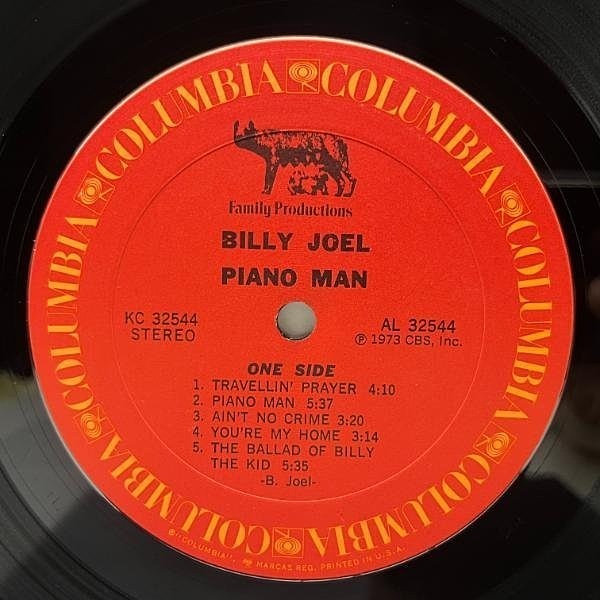 COLUMBIA COLUMBIA COLUMBIA COLUMBIA COLUMBIA COLUMBIA
Family Productions
BILLY JOEL
PIANO MAN
KC 32544
STEREO
AL 32544
Ⓟ 1973 CBS, Inc.
ONE SIDE
1. TRAVELLIN' PRAYER 4:10
2. PIANO MAN 5:37
3. AIN'T NO CRIME 3:20
4. YOU'RE MY HOME 3:14
5. THE BALLAD OF BILLY
THE KID 5:35
-B. Joel-
®"COLUMBIA", MARCAS REG. PRINTED IN U.S.A.